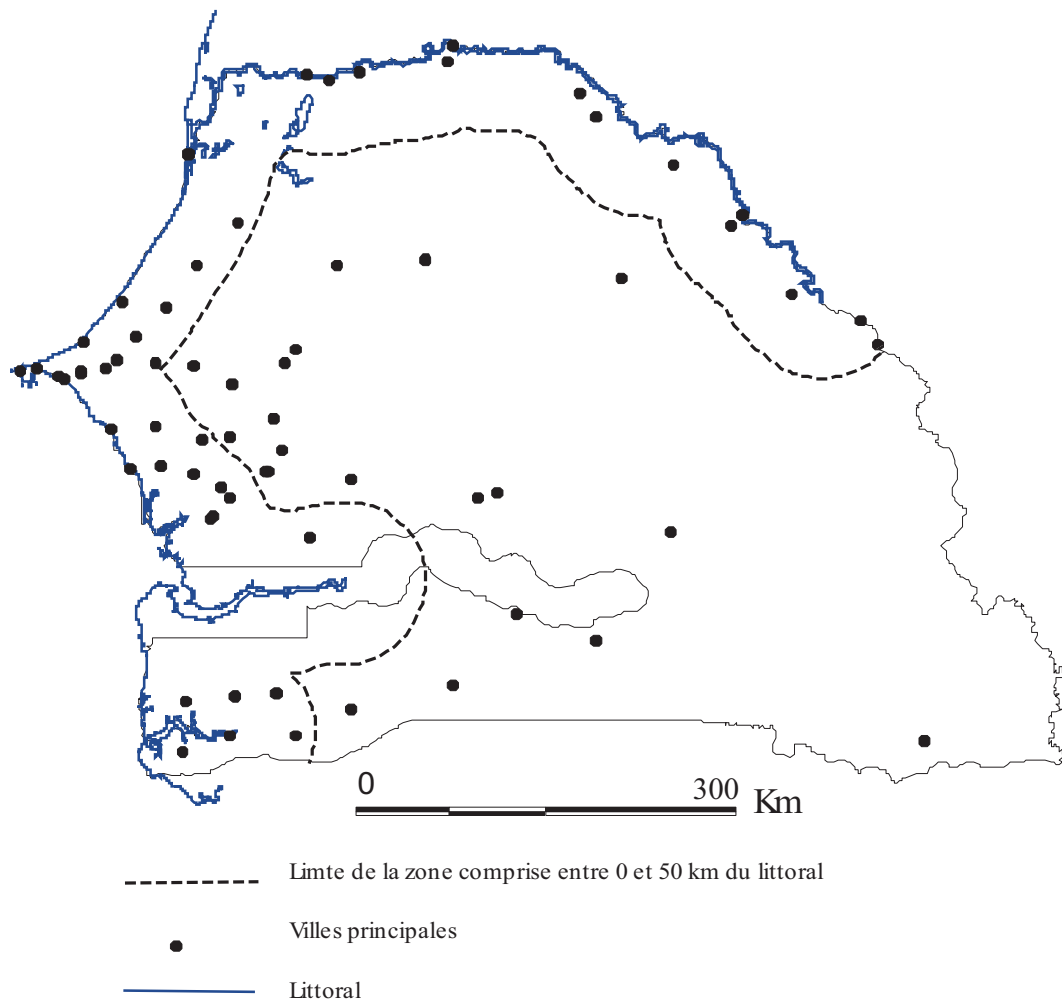 0 300 Km
Limte de la zone comprise entre 0 et 50 km du littoral
Villes principales
Littoral